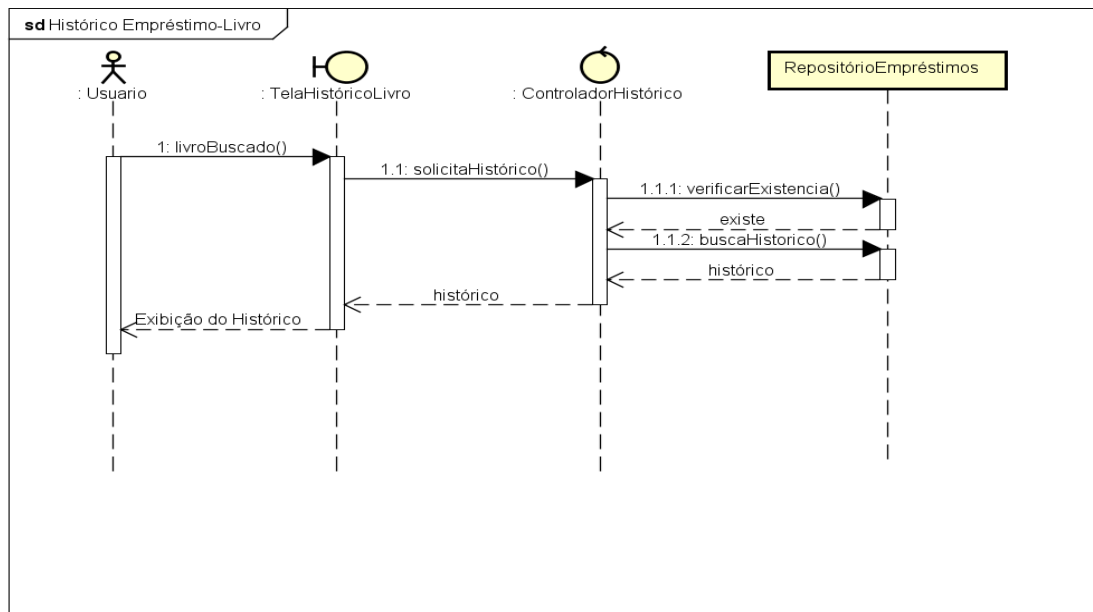 sd Histórico Empréstimo-Livro
: Usuario
: TelaHistóricoLivro
: ControladorHistórico
RepositórioEmpréstimos
1: livroBuscado()
1.1: solicitaHistórico()
1.1.1: verificarExistencia()
existe
1.1.2: buscaHistorico()
histórico
histórico
Exibição do Histórico